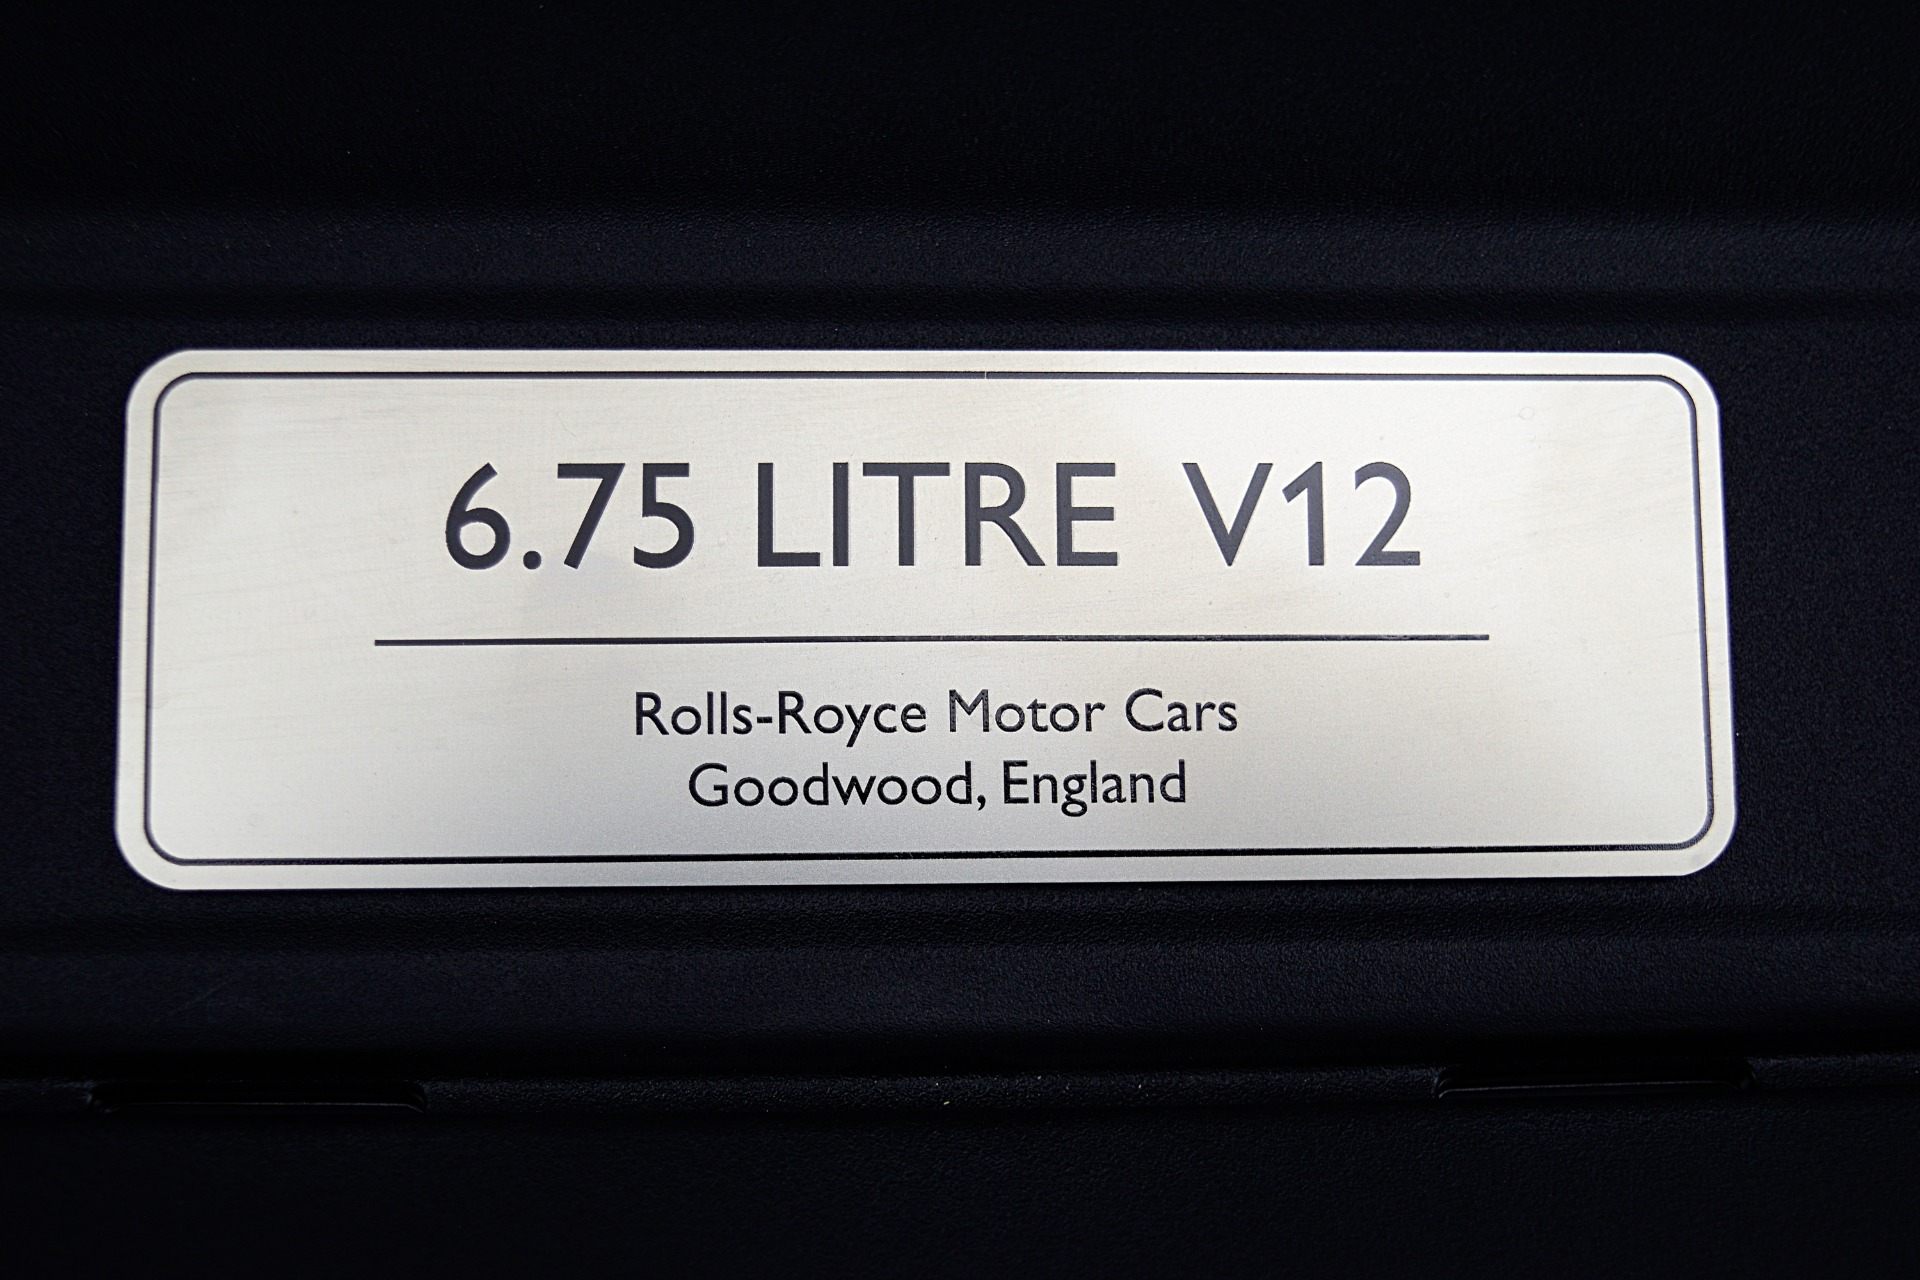 6.75 LITRE V12
Rolls-Royce Motor Cars
Goodwood, England